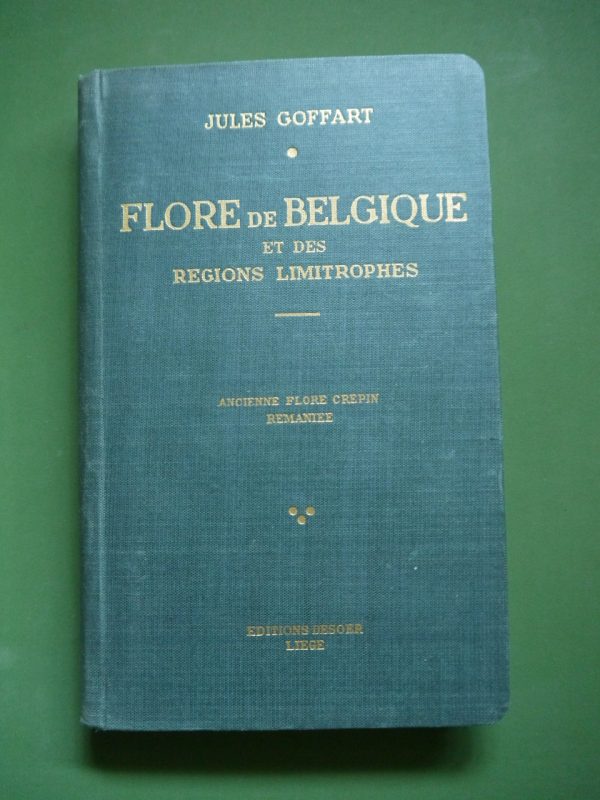 JULES GOFFART
FLORE DE BELGIQUE
ET DES
REGIONS LIMITROPHES
ANCIENNE FLORE CREPIN
REMANIEE
EDITIONS DESOER
LIEGE